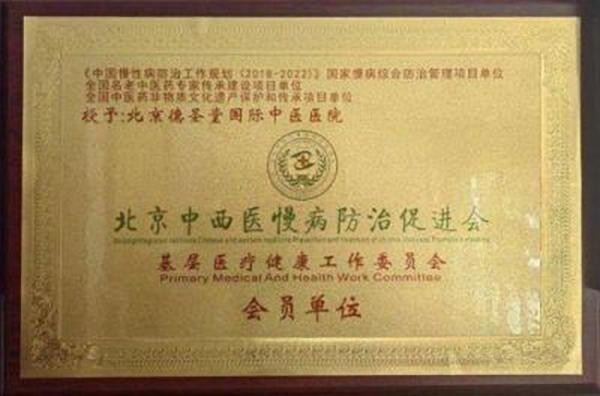 《中国慢性病防治工作规划（2018-2022）》国家慢病综合防治管理项目单位
全国名老中医药专家传承建设项目单位
全国中医药非物质文化遗产保护和传承项目单位
授予:北京德圣堂国际中医医院
北京中西医慢病防治促进会
基层医疗健康工作委员会
Primary Medical And Health Work Committee
会员单位